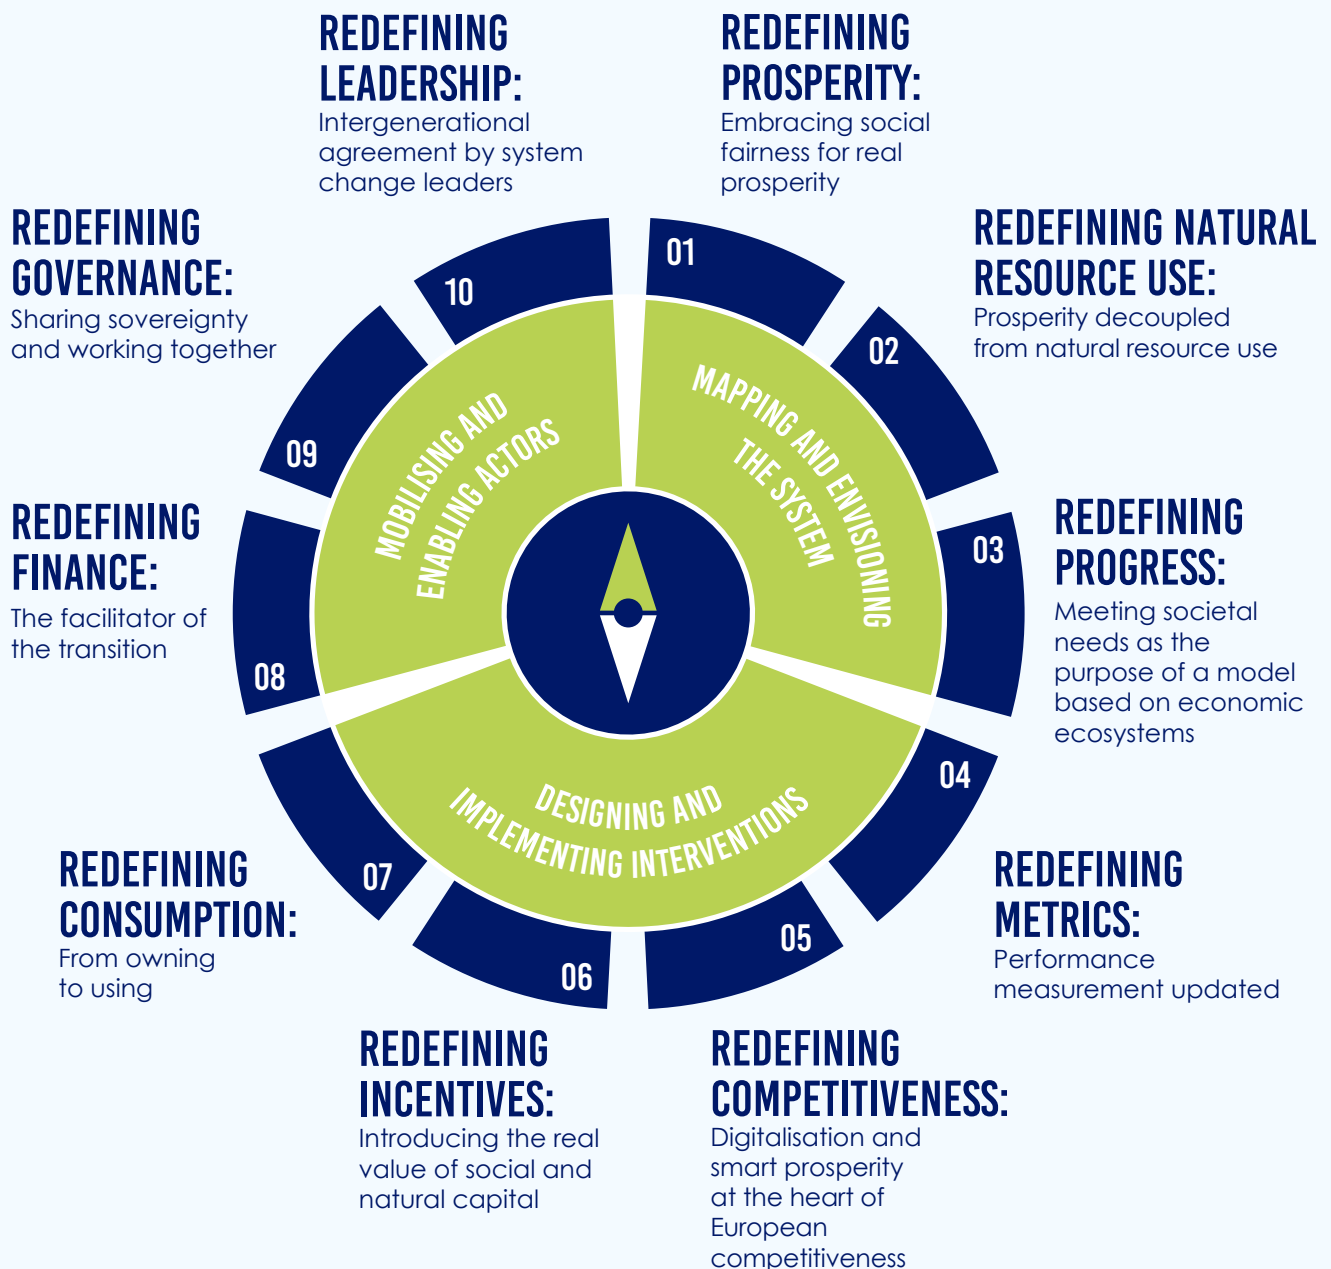 REDEFINING
LEADERSHIP:
Intergenerational
agreement by system
change leaders
REDEFINING
PROSPERITY:
Embracing social
fairness for real
prosperity
REDEFINING
GOVERNANCE:
Sharing sovereignty
and working together
REDEFINING NATURAL
RESOURCE USE:
Prosperity decoupled
from natural resource use
REDEFINING
FINANCE:
The facilitator of
the transition
REDEFINING
PROGRESS:
Meeting societal
needs as the
purpose of a model
based on economic
ecosystems
REDEFINING
CONSUMPTION:
From owning
to using
REDEFINING
METRICS:
Performance
measurement updated
REDEFINING
INCENTIVES:
Introducing the real
value of social and
natural capital
REDEFINING
COMPETITIVENESS:
Digitalisation and
smart prosperity
at the heart of
European
competitiveness
01
02
03
04
05
06
07
08
09
10
MAPPING AND ENVISIONING
THE SYSTEM
DESIGNING AND
IMPLEMENTING INTERVENTIONS
MOBILISING AND
ENABLING ACTORS